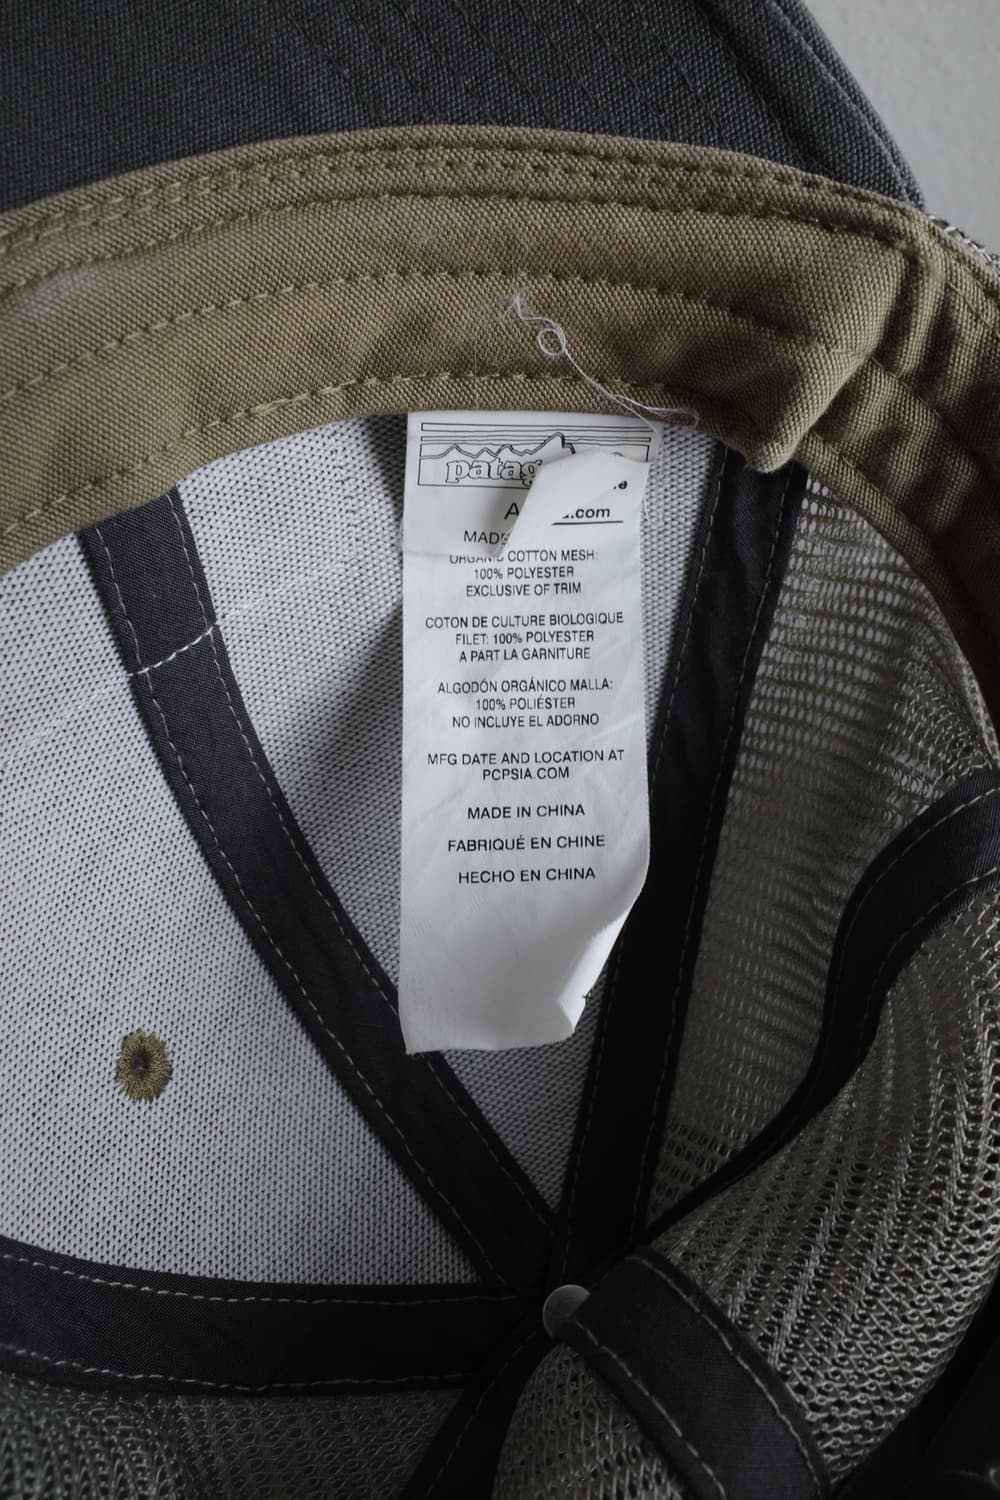 patag
.com
MADE
ORGANIC COTTON MESH:
100% POLYESTER
EXCLUSIVE OF TRIM
COTON DE CULTURE BIOLOGIQUE
FILET: 100% POLYESTER
A PART LA GARNITURE
ALGODÓN ORGÁNICO MALLA:
100% POLIÉSTER
NO INCLUYE EL ADORNO
MFG DATE AND LOCATION AT
PCPSIA.COM
MADE IN CHINA
FABRIQUÉ EN CHINE
HECHO EN CHINA